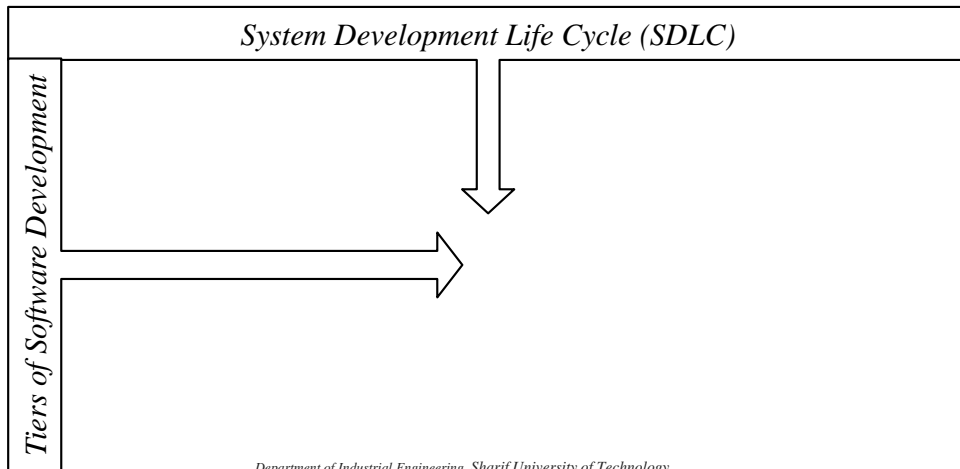 System Development Life Cycle (SDLC)
Tiers of Software Development
Department of Industrial Engineering, Sharif University of Technology